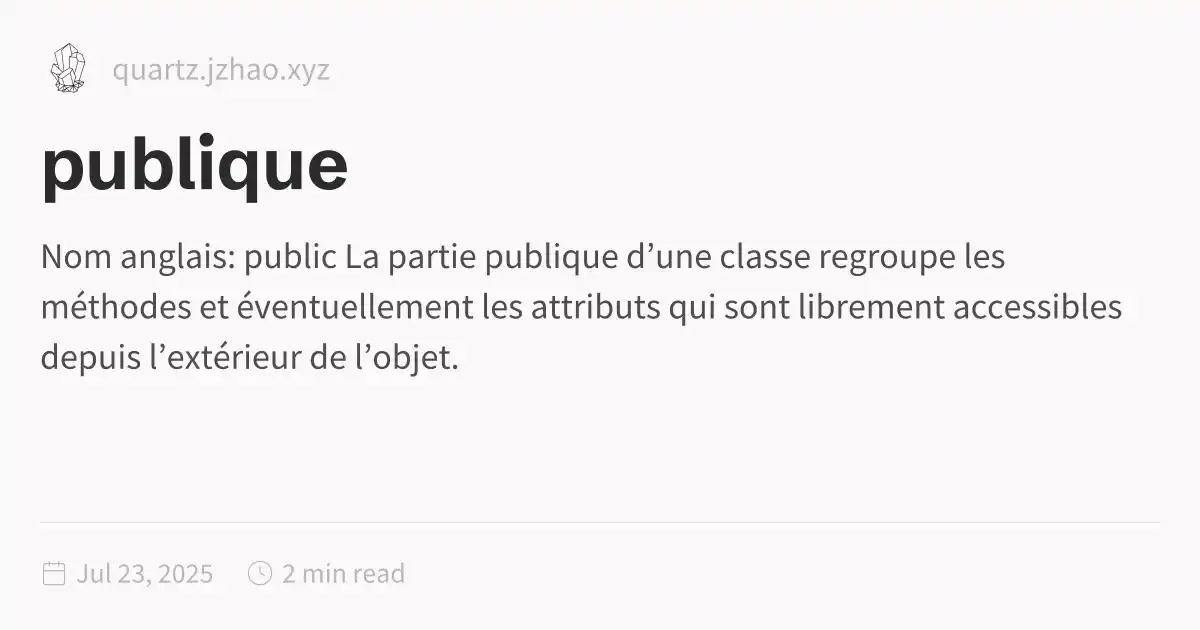 quartz.jzhao.xyz
publique
Nom anglais: public La partie publique d’une classe regroupe les
méthodes et éventuellement les attributs qui sont librement accessibles
depuis l’extérieur de l’objet.
Jul 23, 2025 2 min read